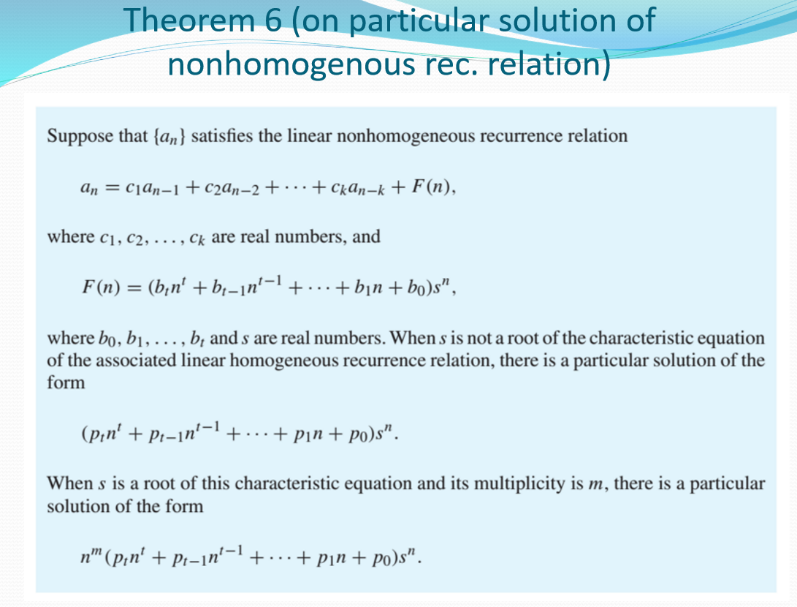 Theorem 6 (on particular solution of
nonhomogenous rec. relation)
Suppose that {aₙ} satisfies the linear nonhomogeneous recurrence relation
aₙ = c₁aₙ₋₁ + c₂aₙ₋₂ + ⋯ + cₖaₙ₋ₖ + F(n),
where c₁, c₂, . . . , cₖ are real numbers, and
F(n) = (bₜnᵗ + bₜ₋₁nᵗ⁻¹ + ⋯ + b₁n + b₀)sⁿ,
where b₀, b₁, . . . , bₜ and s are real numbers. When s is not a root of the characteristic equation
of the associated linear homogeneous recurrence relation, there is a particular solution of the
form
(pₜnᵗ + pₜ₋₁nᵗ⁻¹ + ⋯ + p₁n + p₀)sⁿ.
When s is a root of this characteristic equation and its multiplicity is m, there is a particular
solution of the form
nᵐ(pₜnᵗ + pₜ₋₁nᵗ⁻¹ + ⋯ + p₁n + p₀)sⁿ.